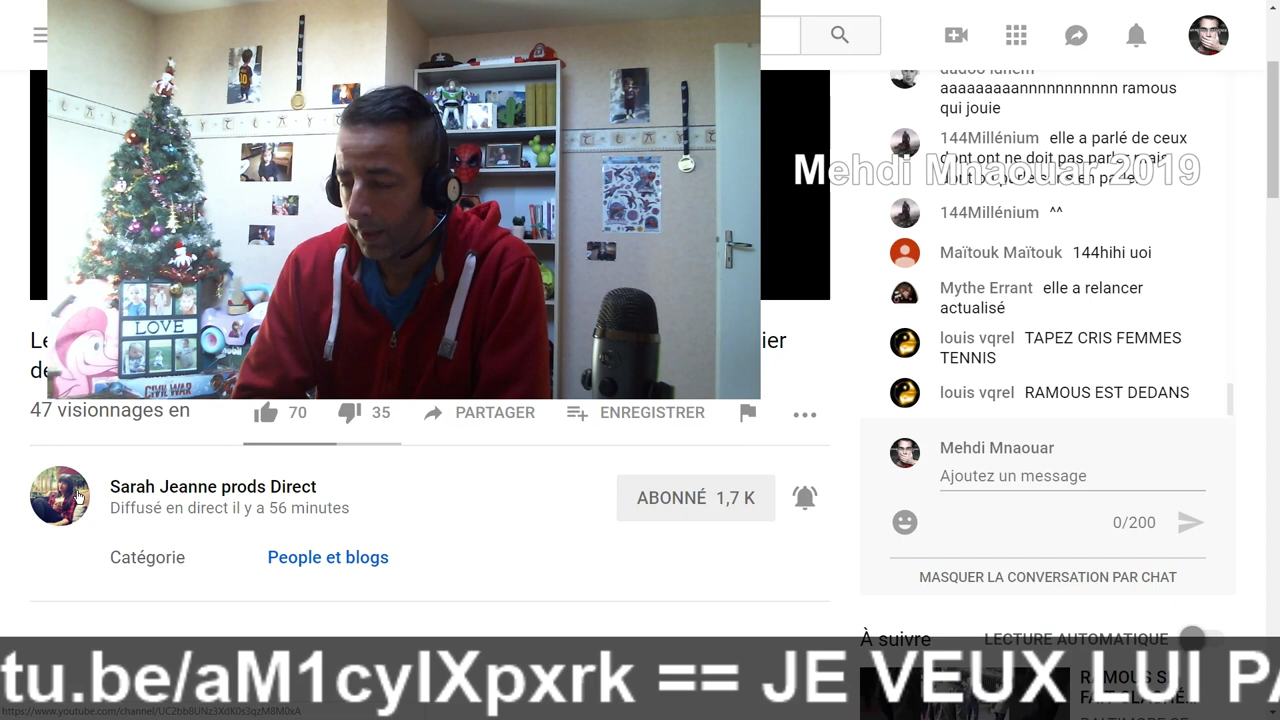 qui jouie
aaaaaaaaannnnnnnnnnn ramous
144Millénium elle a parlé de ceux
Mehdi Mnaouar 2019
144Millénium ^^
Maïtouk Maïtouk 144hihi uoi
Mythe Errant elle a relancer
actualisé
louis vqrel TAPEZ CRIS FEMMES
TENNIS
louis vqrel RAMOUS EST DEDANS
LOVE
CIVIL WAR
47 visionnages en
70
35
PARTAGER
ENREGISTRER
Sarah Jeanne prods Direct
Diffusé en direct il y a 56 minutes
ABONNÉ 1,7 K
Catégorie
People et blogs
Mehdi Mnaouar
Ajoutez un message
0/200
MASQUER LA CONVERSATION PAR CHAT
À suivre
LECTURE AUTOMATIQUE
tu.be/aM1cyIXpxrk == JE VEUX LUI PA